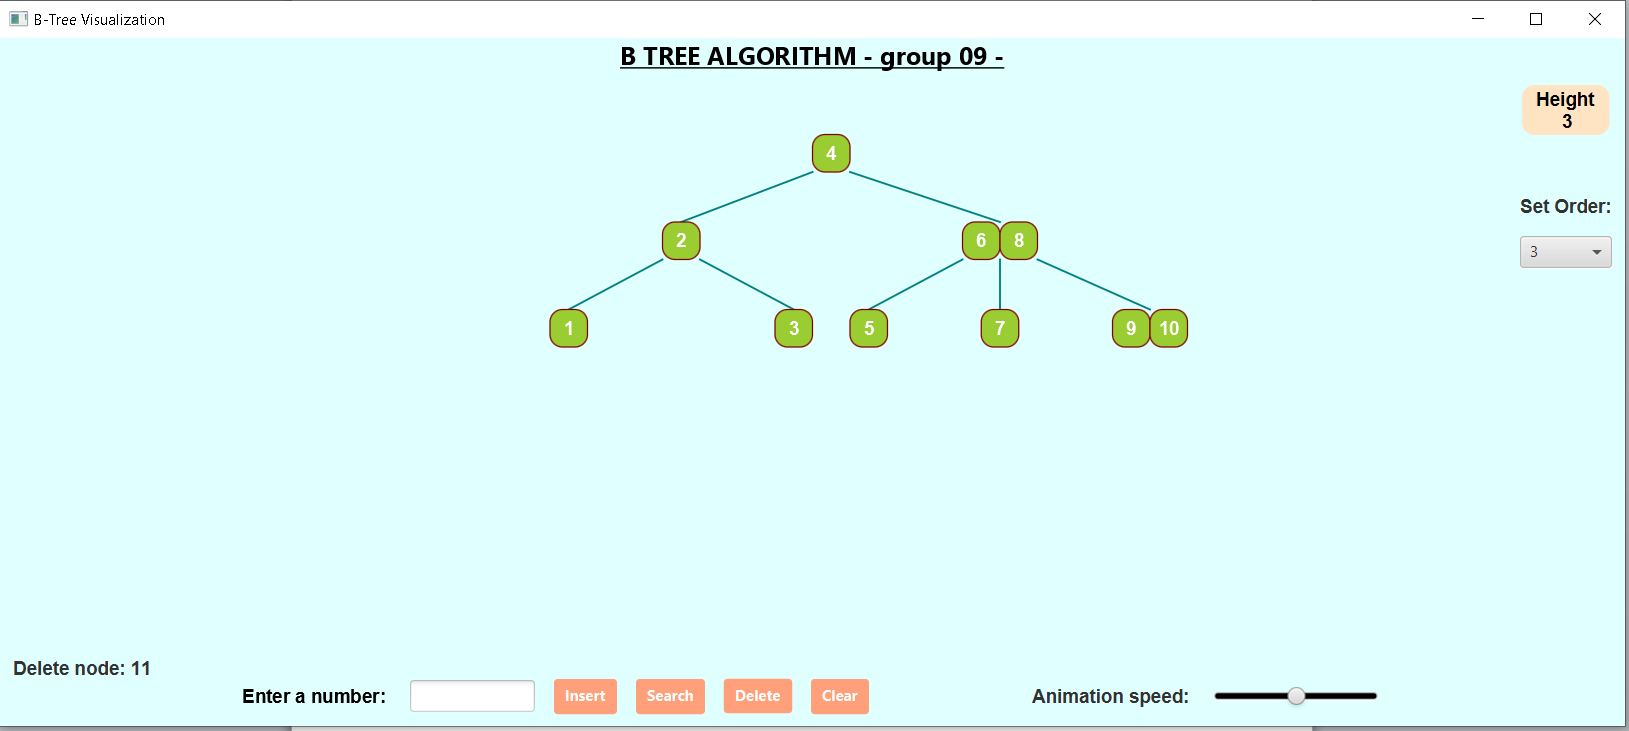 B-Tree Visualization
B TREE ALGORITHM - group 09 -
Height
3
4
Set Order:
2
6 8
3
1
3
5
7
9 10
Delete node: 11
Enter a number:
Insert
Search
Delete
Clear
Animation speed: